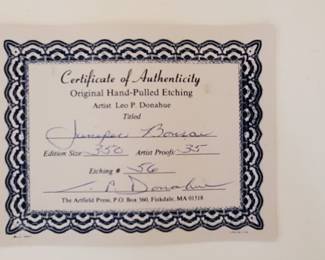 Certificate of Authenticity
Original Hand-Pulled Etching
Artist Leo P. Donahue
Titled
Juniper Bonsai
Edition Size 350 Artist Proofs 35
Etching # 56
L P Donahue
The Artfield Press, P.O. Box 360, Fiskdale, MA 01518